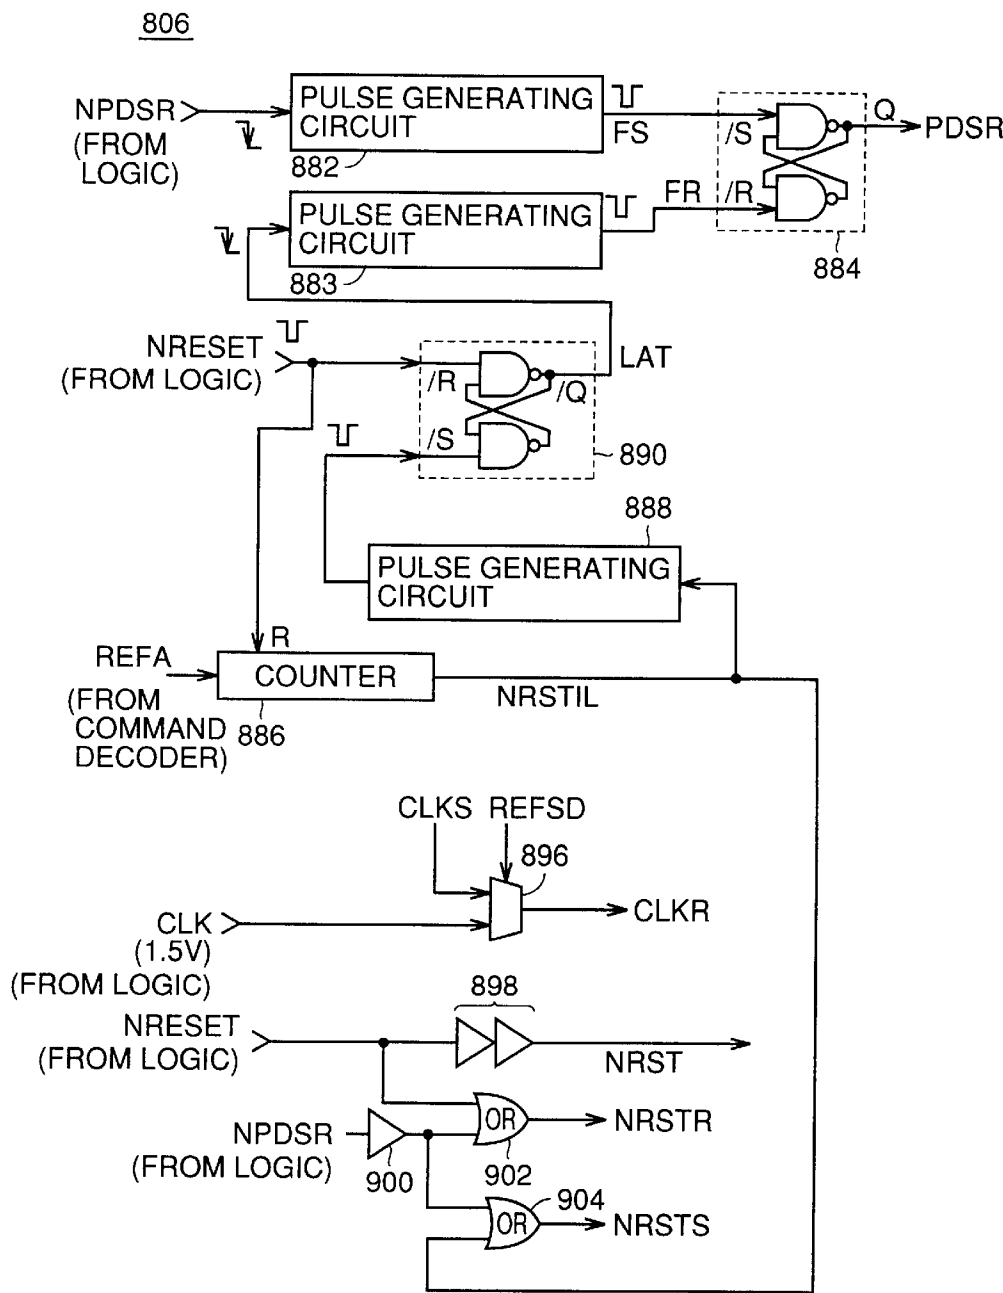 806
NPDSR
(FROM
LOGIC)
PULSE GENERATING
CIRCUIT
882
FS
/S
Q
PDSR
PULSE GENERATING
CIRCUIT
883
FR
/R
884
NRESET
(FROM LOGIC)
/R
/Q
LAT
/S
890
888
PULSE GENERATING
CIRCUIT
REFA
(FROM
COMMAND
DECODER)
R
COUNTER
886
NRSTIL
CLKS
REFSD
896
CLKR
CLK
(1.5V)
(FROM LOGIC)
898
NRESET
(FROM LOGIC)
NRST
OR
NRSTR
902
NPDSR
(FROM LOGIC)
900
904
OR
NRSTS